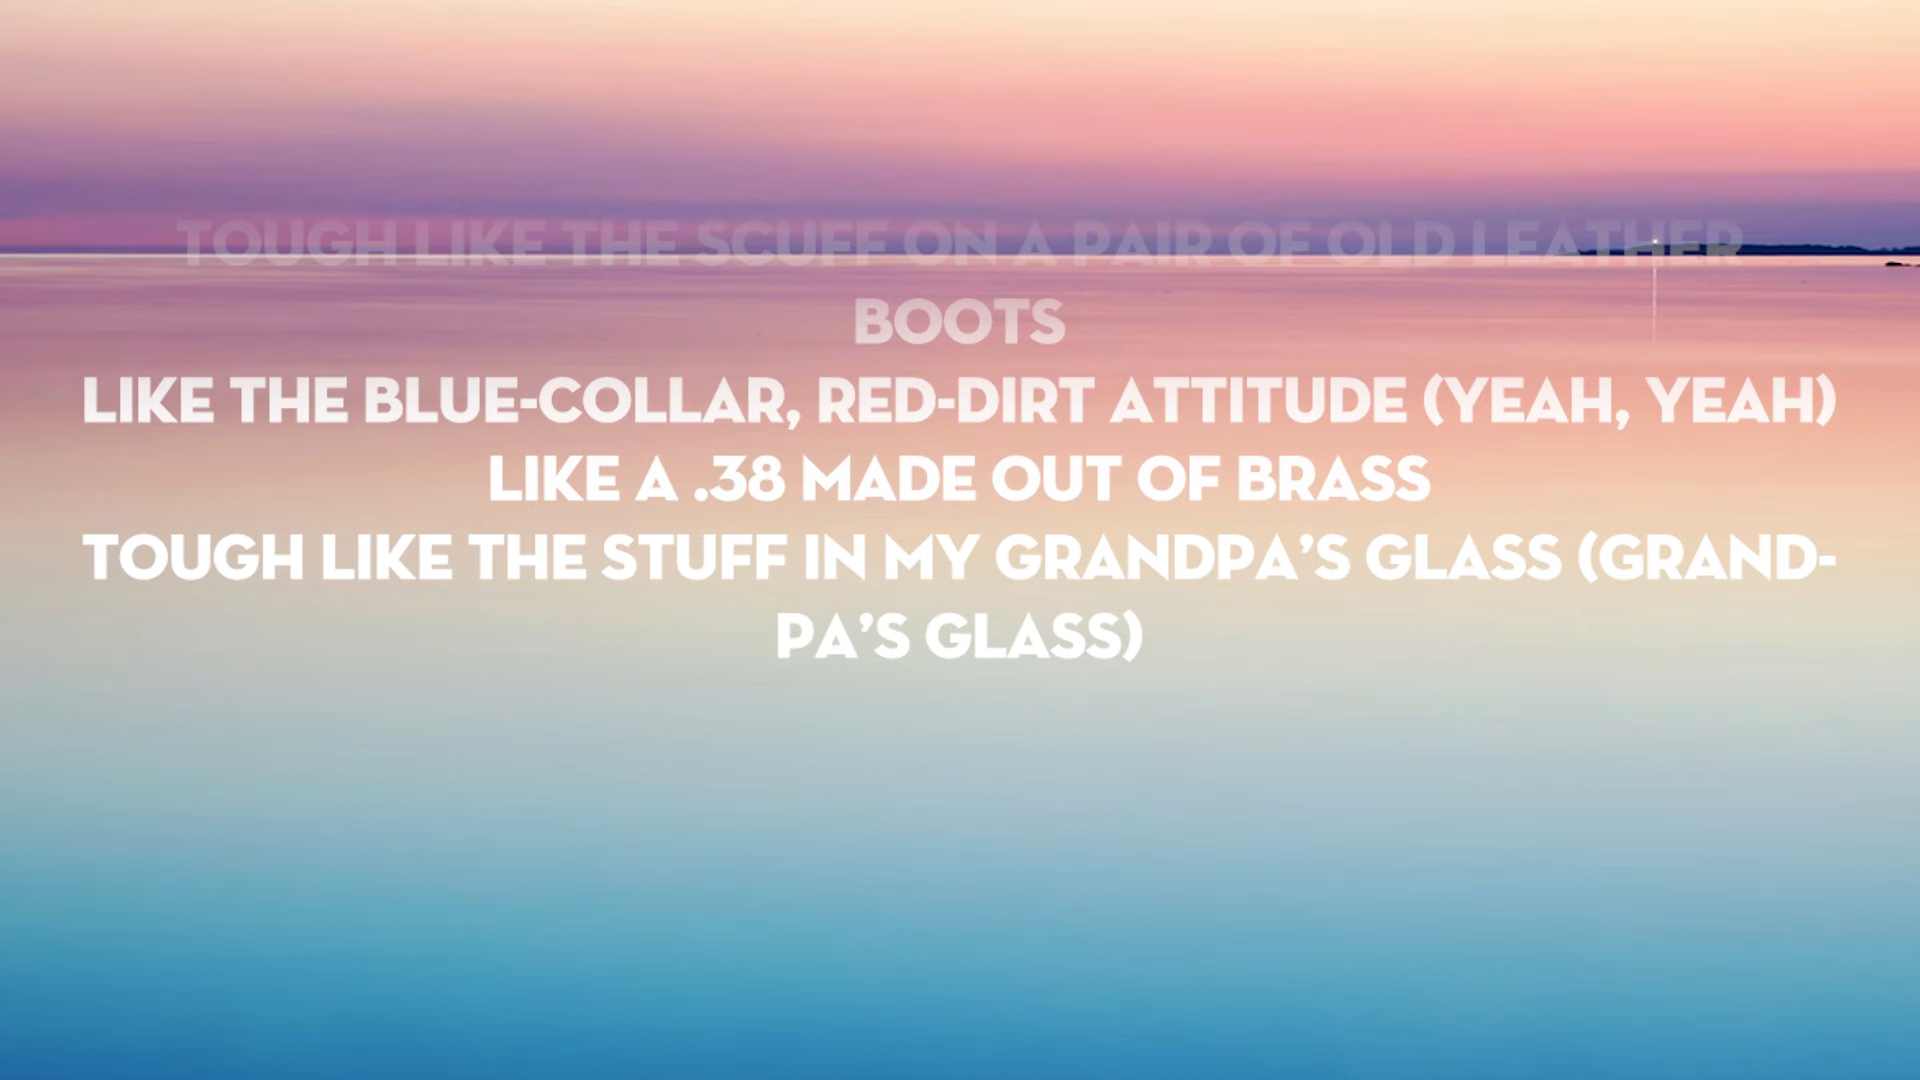 TOUGH LIKE THE SCUFF ON A PAIR OF OLD LEATHER
BOOTS
LIKE THE BLUE-COLLAR, RED-DIRT ATTITUDE (YEAH, YEAH)
LIKE A .38 MADE OUT OF BRASS
TOUGH LIKE THE STUFF IN MY GRANDPA’S GLASS (GRAND-
PA’S GLASS)